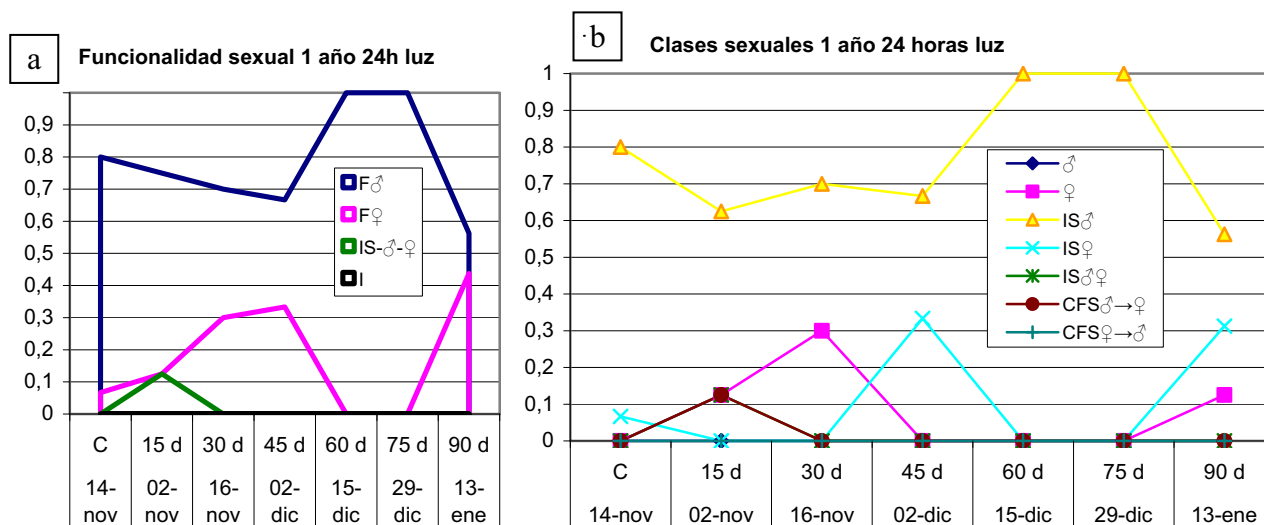 a
Funcionalidad sexual 1 año 24h luz
0,9
0,8
0,7
0,6
0,5
0,4
0,3
0,2
0,1
0
F♂
F♀
IS-♂-♀
I
C 15 d 30 d 45 d 60 d 75 d 90 d
14- 02- 16- 02- 15- 29- 13-
nov nov nov dic dic dic ene
·b
Clases sexuales 1 año 24 horas luz
1
0,9
0,8
0,7
0,6
0,5
0,4
0,3
0,2
0,1
0
♂
♀
IS♂
IS♀
IS♂♀
CFS♂→♀
CFS♀→♂
C 15 d 30 d 45 d 60 d 75 d 90 d
14-nov 02-nov 16-nov 02-dic 15-dic 29-dic 13-ene